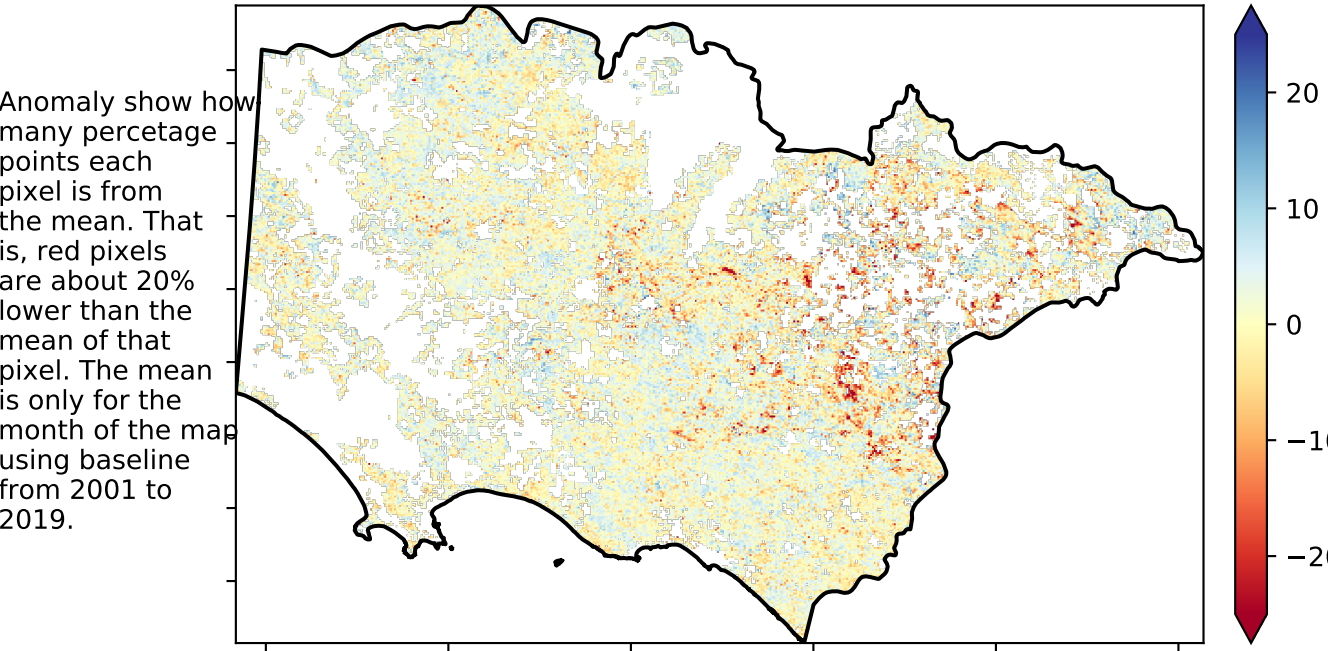 Anomaly show how
many percetage
points each
pixel is from
the mean. That
is, red pixels
are about 20%
lower than the
mean of that
pixel. The mean
is only for the
month of the map
using baseline
from 2001 to
2019.
20
10
0
−10
−20